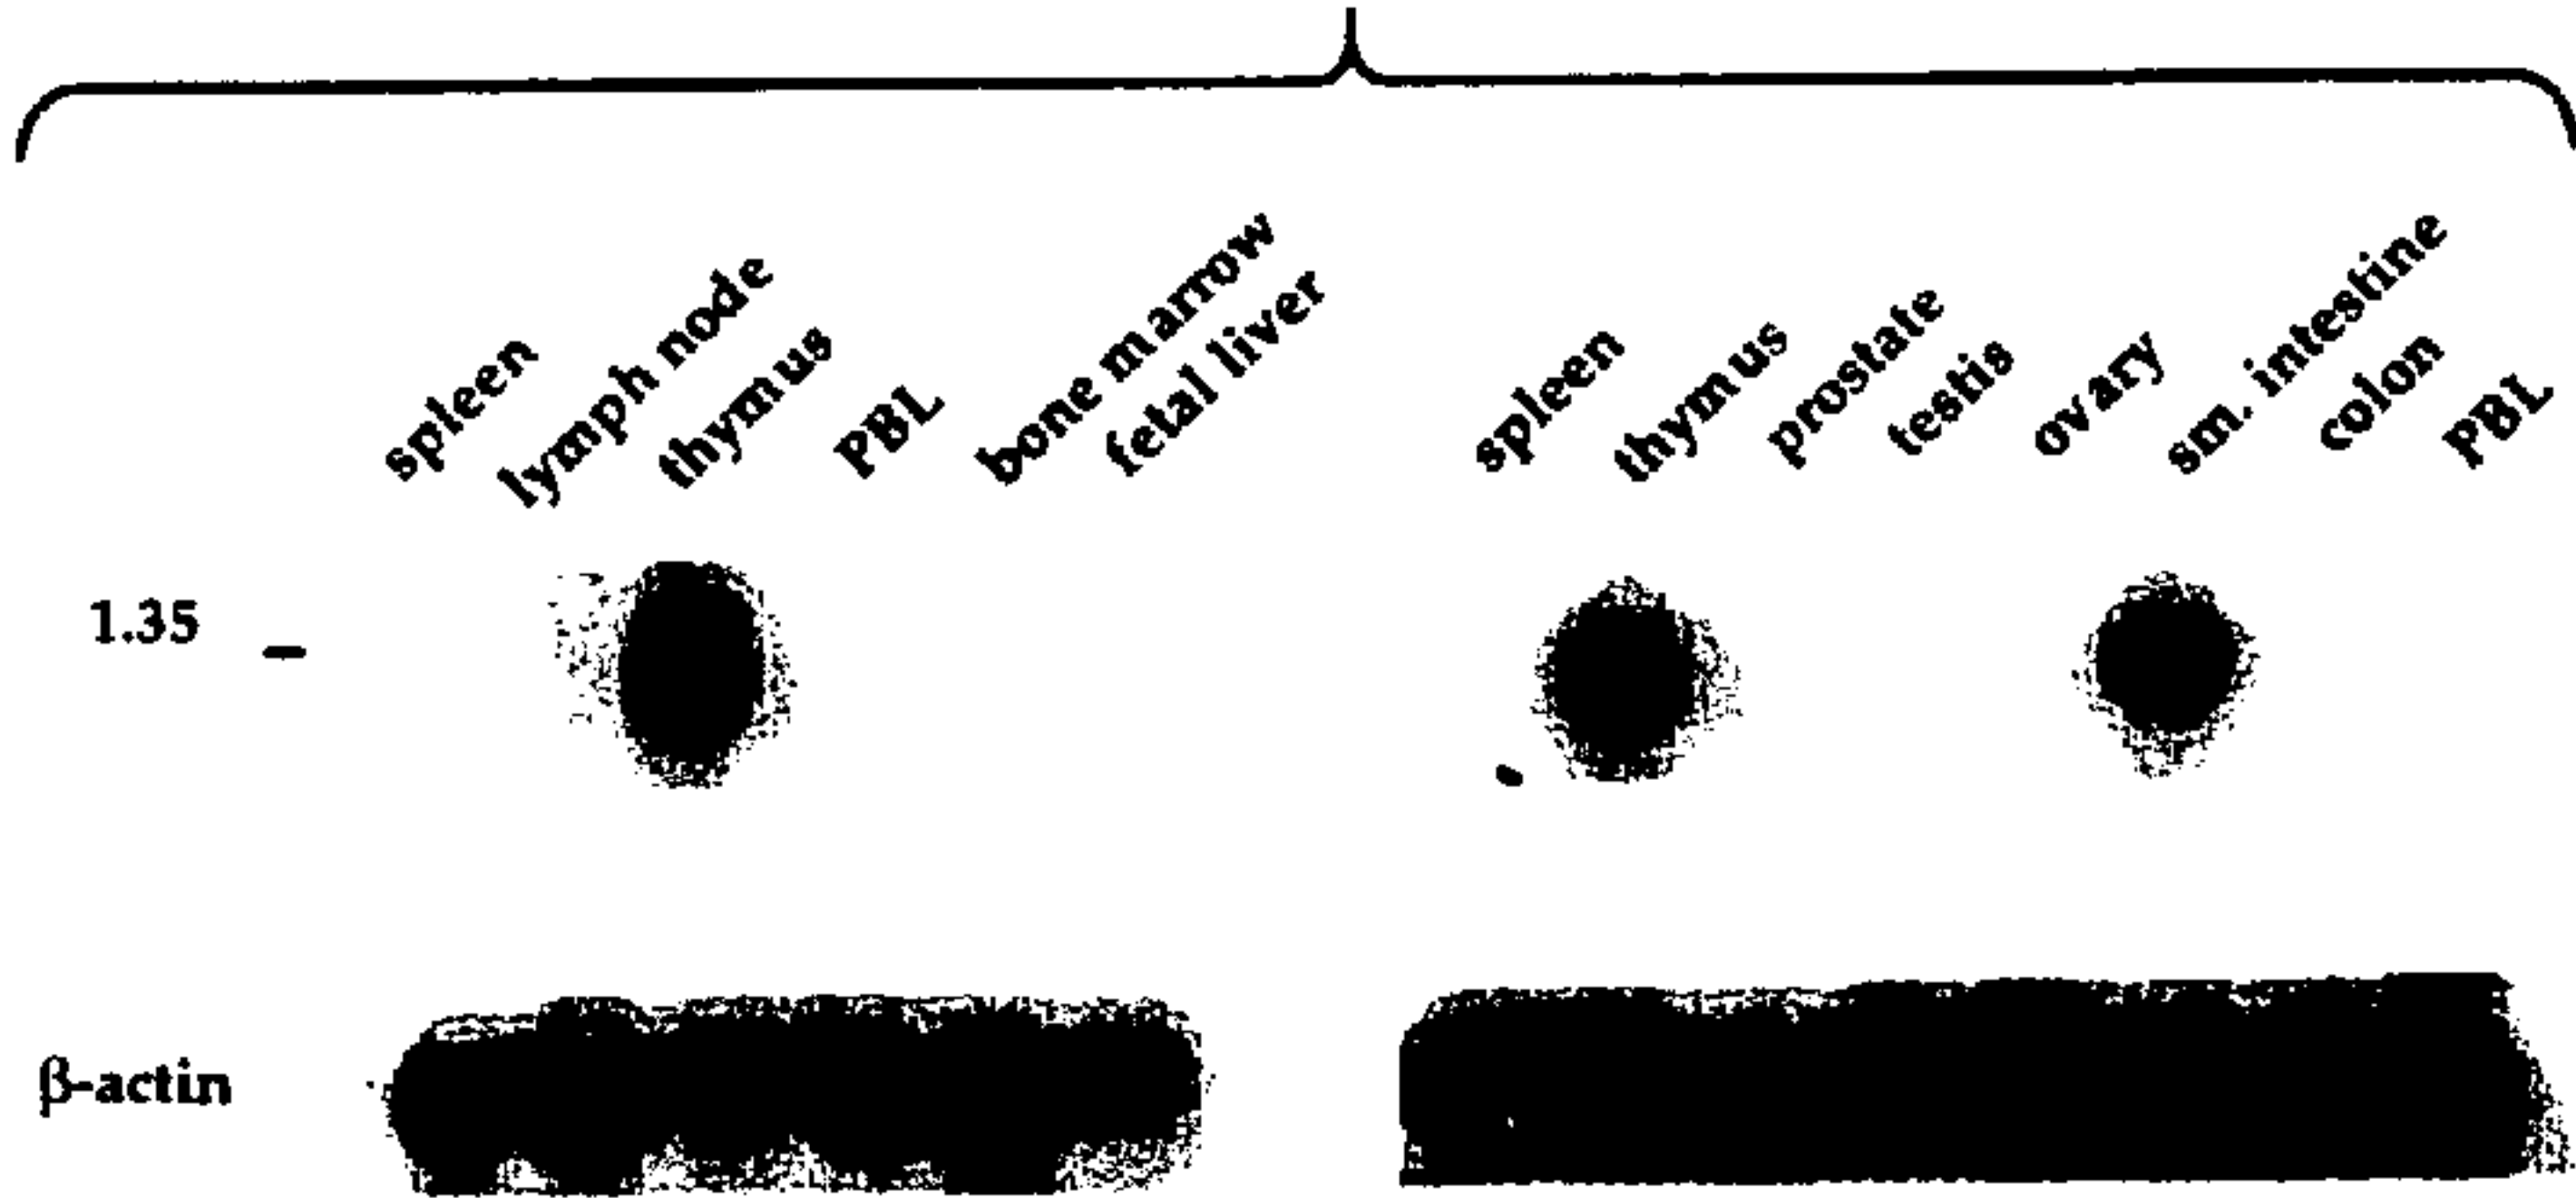 spleen
lymph node
thymus
PBL
bone marrow
fetal liver
spleen
thymus
prostate
testis
ovary
sm. intestine
colon
PBL
1.35
β-actin